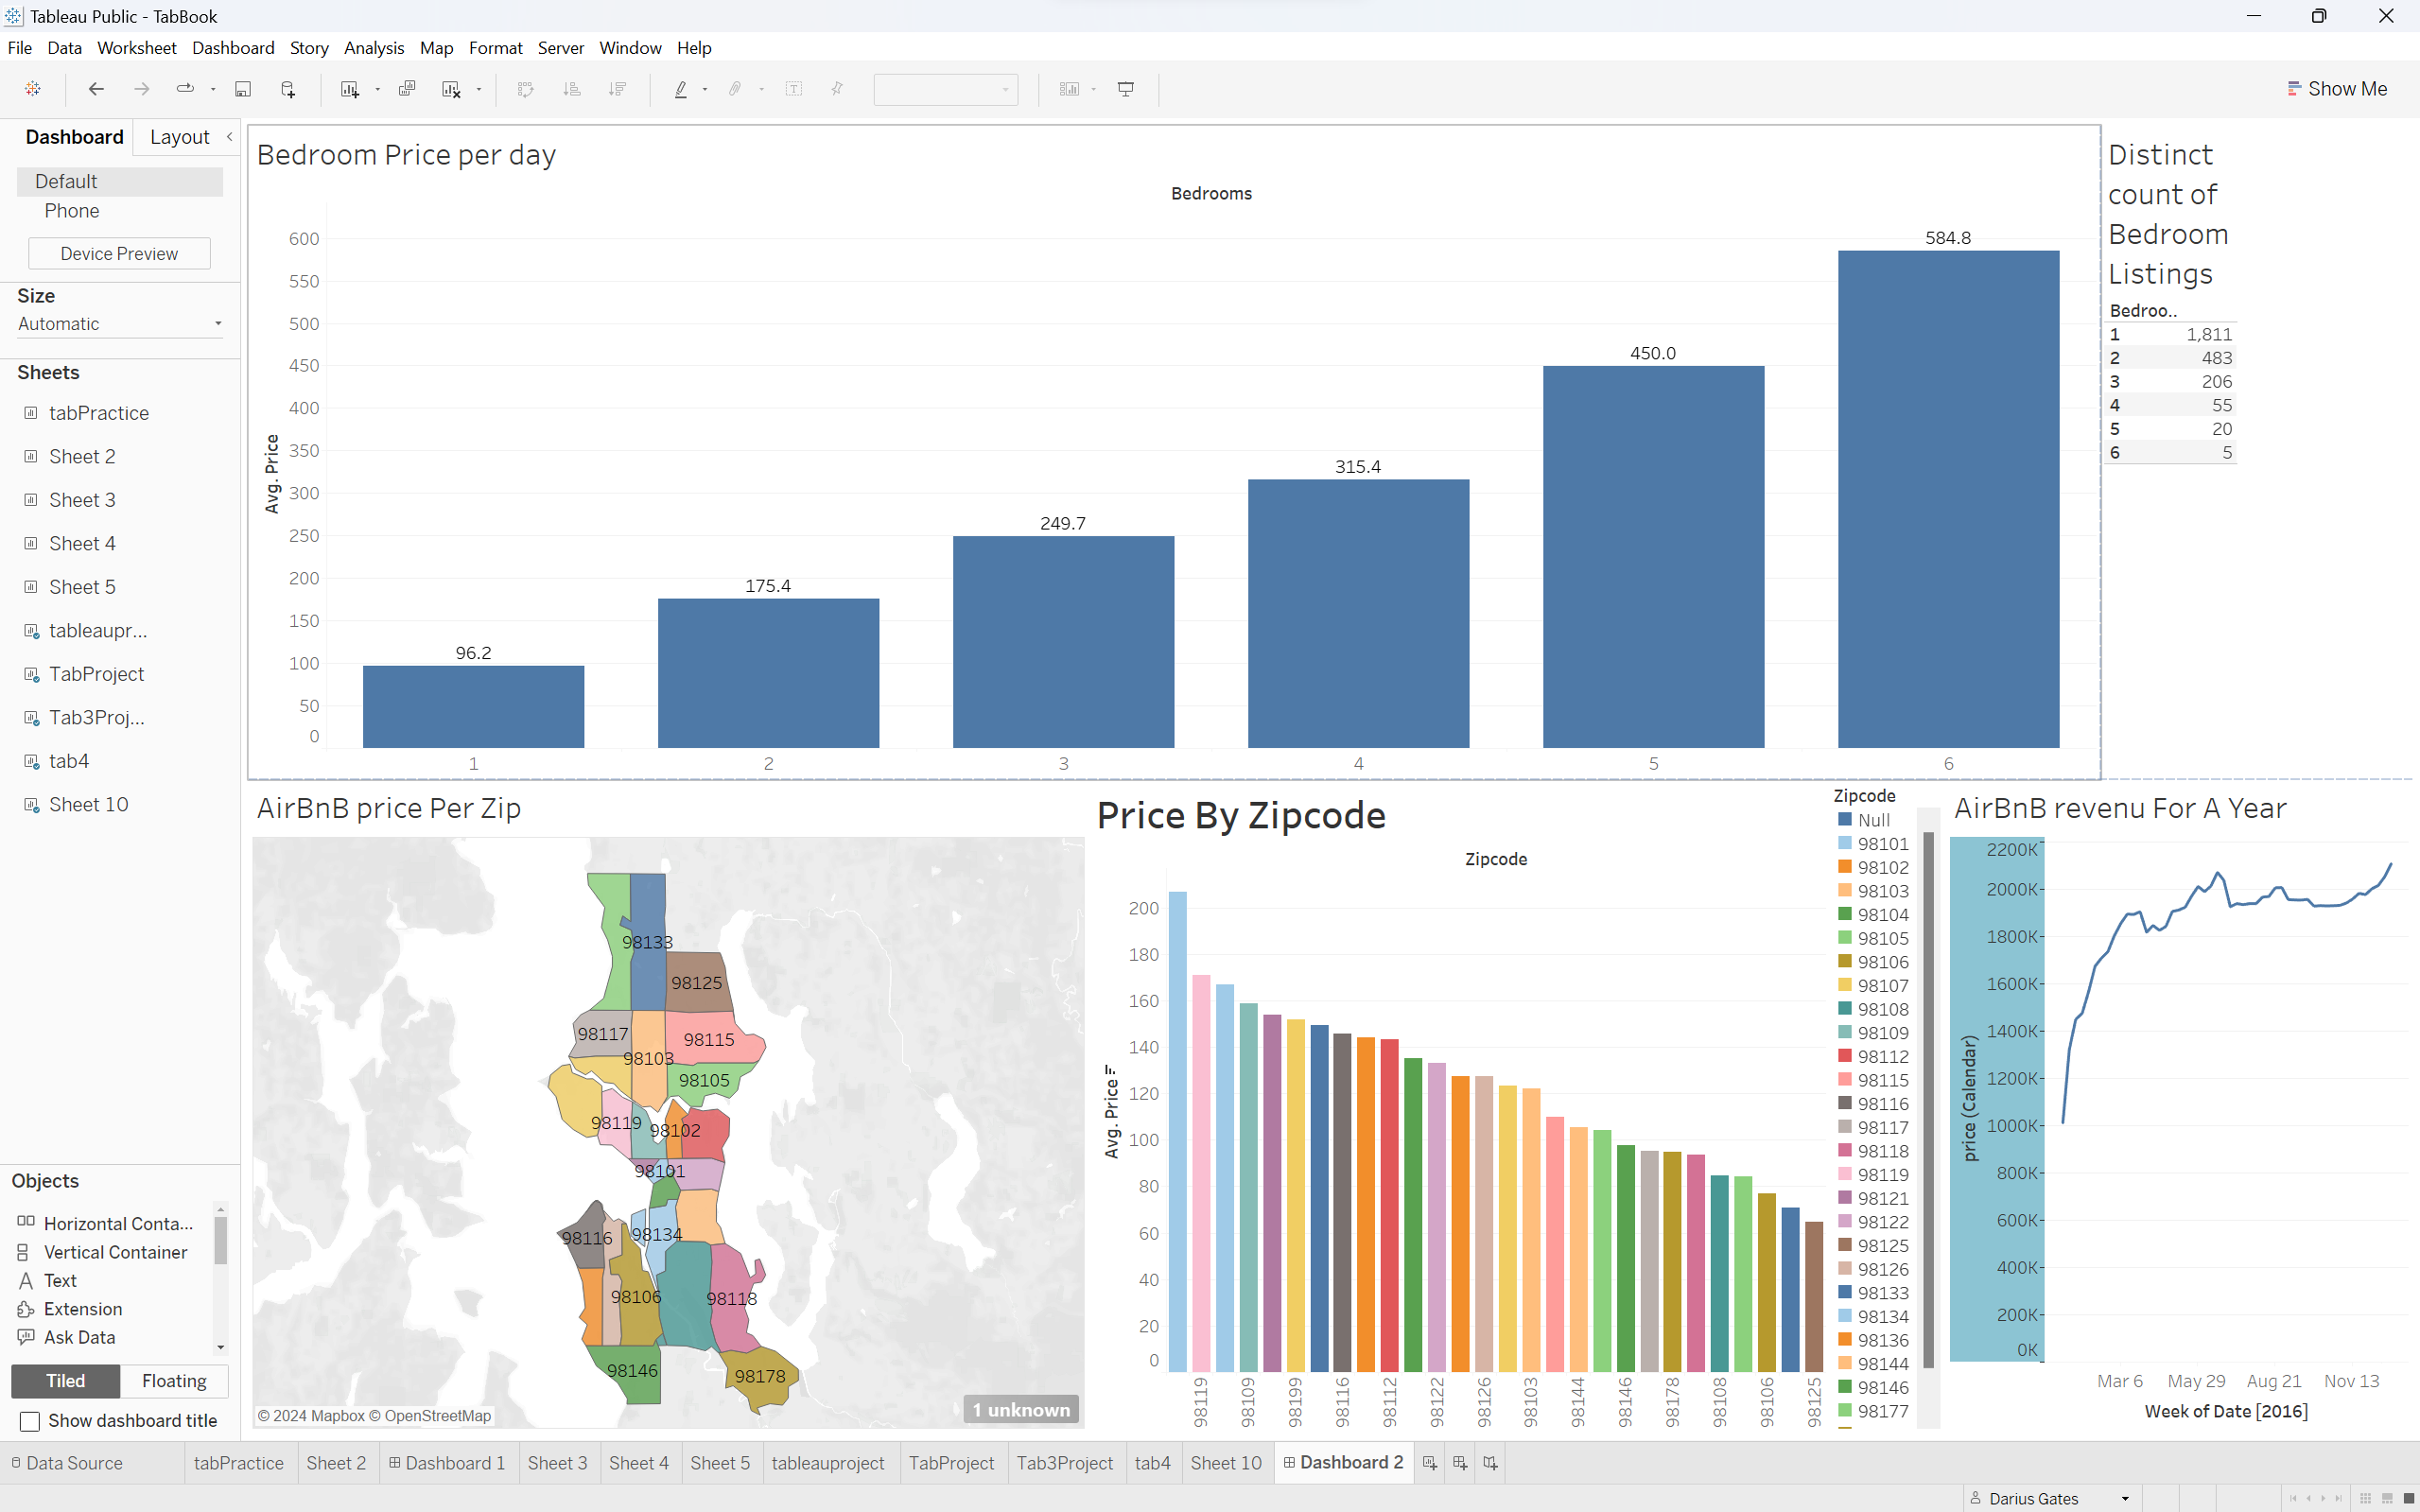 Tableau Public - TabBook
File Data Worksheet Dashboard Story Analysis Map Format Server Window Help
Show Me
Dashboard Layout
Default
Phone
Device Preview
Size
Automatic
Sheets
tabPractice
Sheet 2
Sheet 3
Sheet 4
Sheet 5
tableaupr...
TabProject
Tab3Proj...
tab4
Sheet 10
Objects
Horizontal Conta...
Vertical Container
Text
Extension
Ask Data
Tiled Floating
Show dashboard title
Bedroom Price per day
Bedrooms
Avg. Price
600
550
500
450
400
350
300
250
200
150
100
50
0
96.2
175.4
249.7
315.4
450.0
584.8
1 2 3 4 5 6
Distinct
count of
Bedroom
Listings
Bedroo..
1 1,811
2 483
3 206
4 55
5 20
6 5
AirBnB price Per Zip
98133
98125
98117
98115
98103
98105
98119
98102
98101
98116
98134
98106
98118
98146
98178
© 2024 Mapbox © OpenStreetMap
1 unknown
Price By Zipcode
Zipcode
Avg. Price
200
180
160
140
120
100
80
60
40
20
0
98119 98109 98199 98116 98112 98122 98126 98103 98144 98146 98178 98108 98106 98125
Zipcode
Null
98101
98102
98103
98104
98105
98106
98107
98108
98109
98112
98115
98116
98117
98118
98119
98121
98122
98125
98126
98133
98134
98136
98144
98146
98177
AirBnB revenu For A Year
price (Calendar)
2200K
2000K
1800K
1600K
1400K
1200K
1000K
800K
600K
400K
200K
0K
Mar 6 May 29 Aug 21 Nov 13
Week of Date [2016]
Data Source tabPractice Sheet 2 Dashboard 1 Sheet 3 Sheet 4 Sheet 5 tableauproject TabProject Tab3Project tab4 Sheet 10 Dashboard 2
Darius Gates